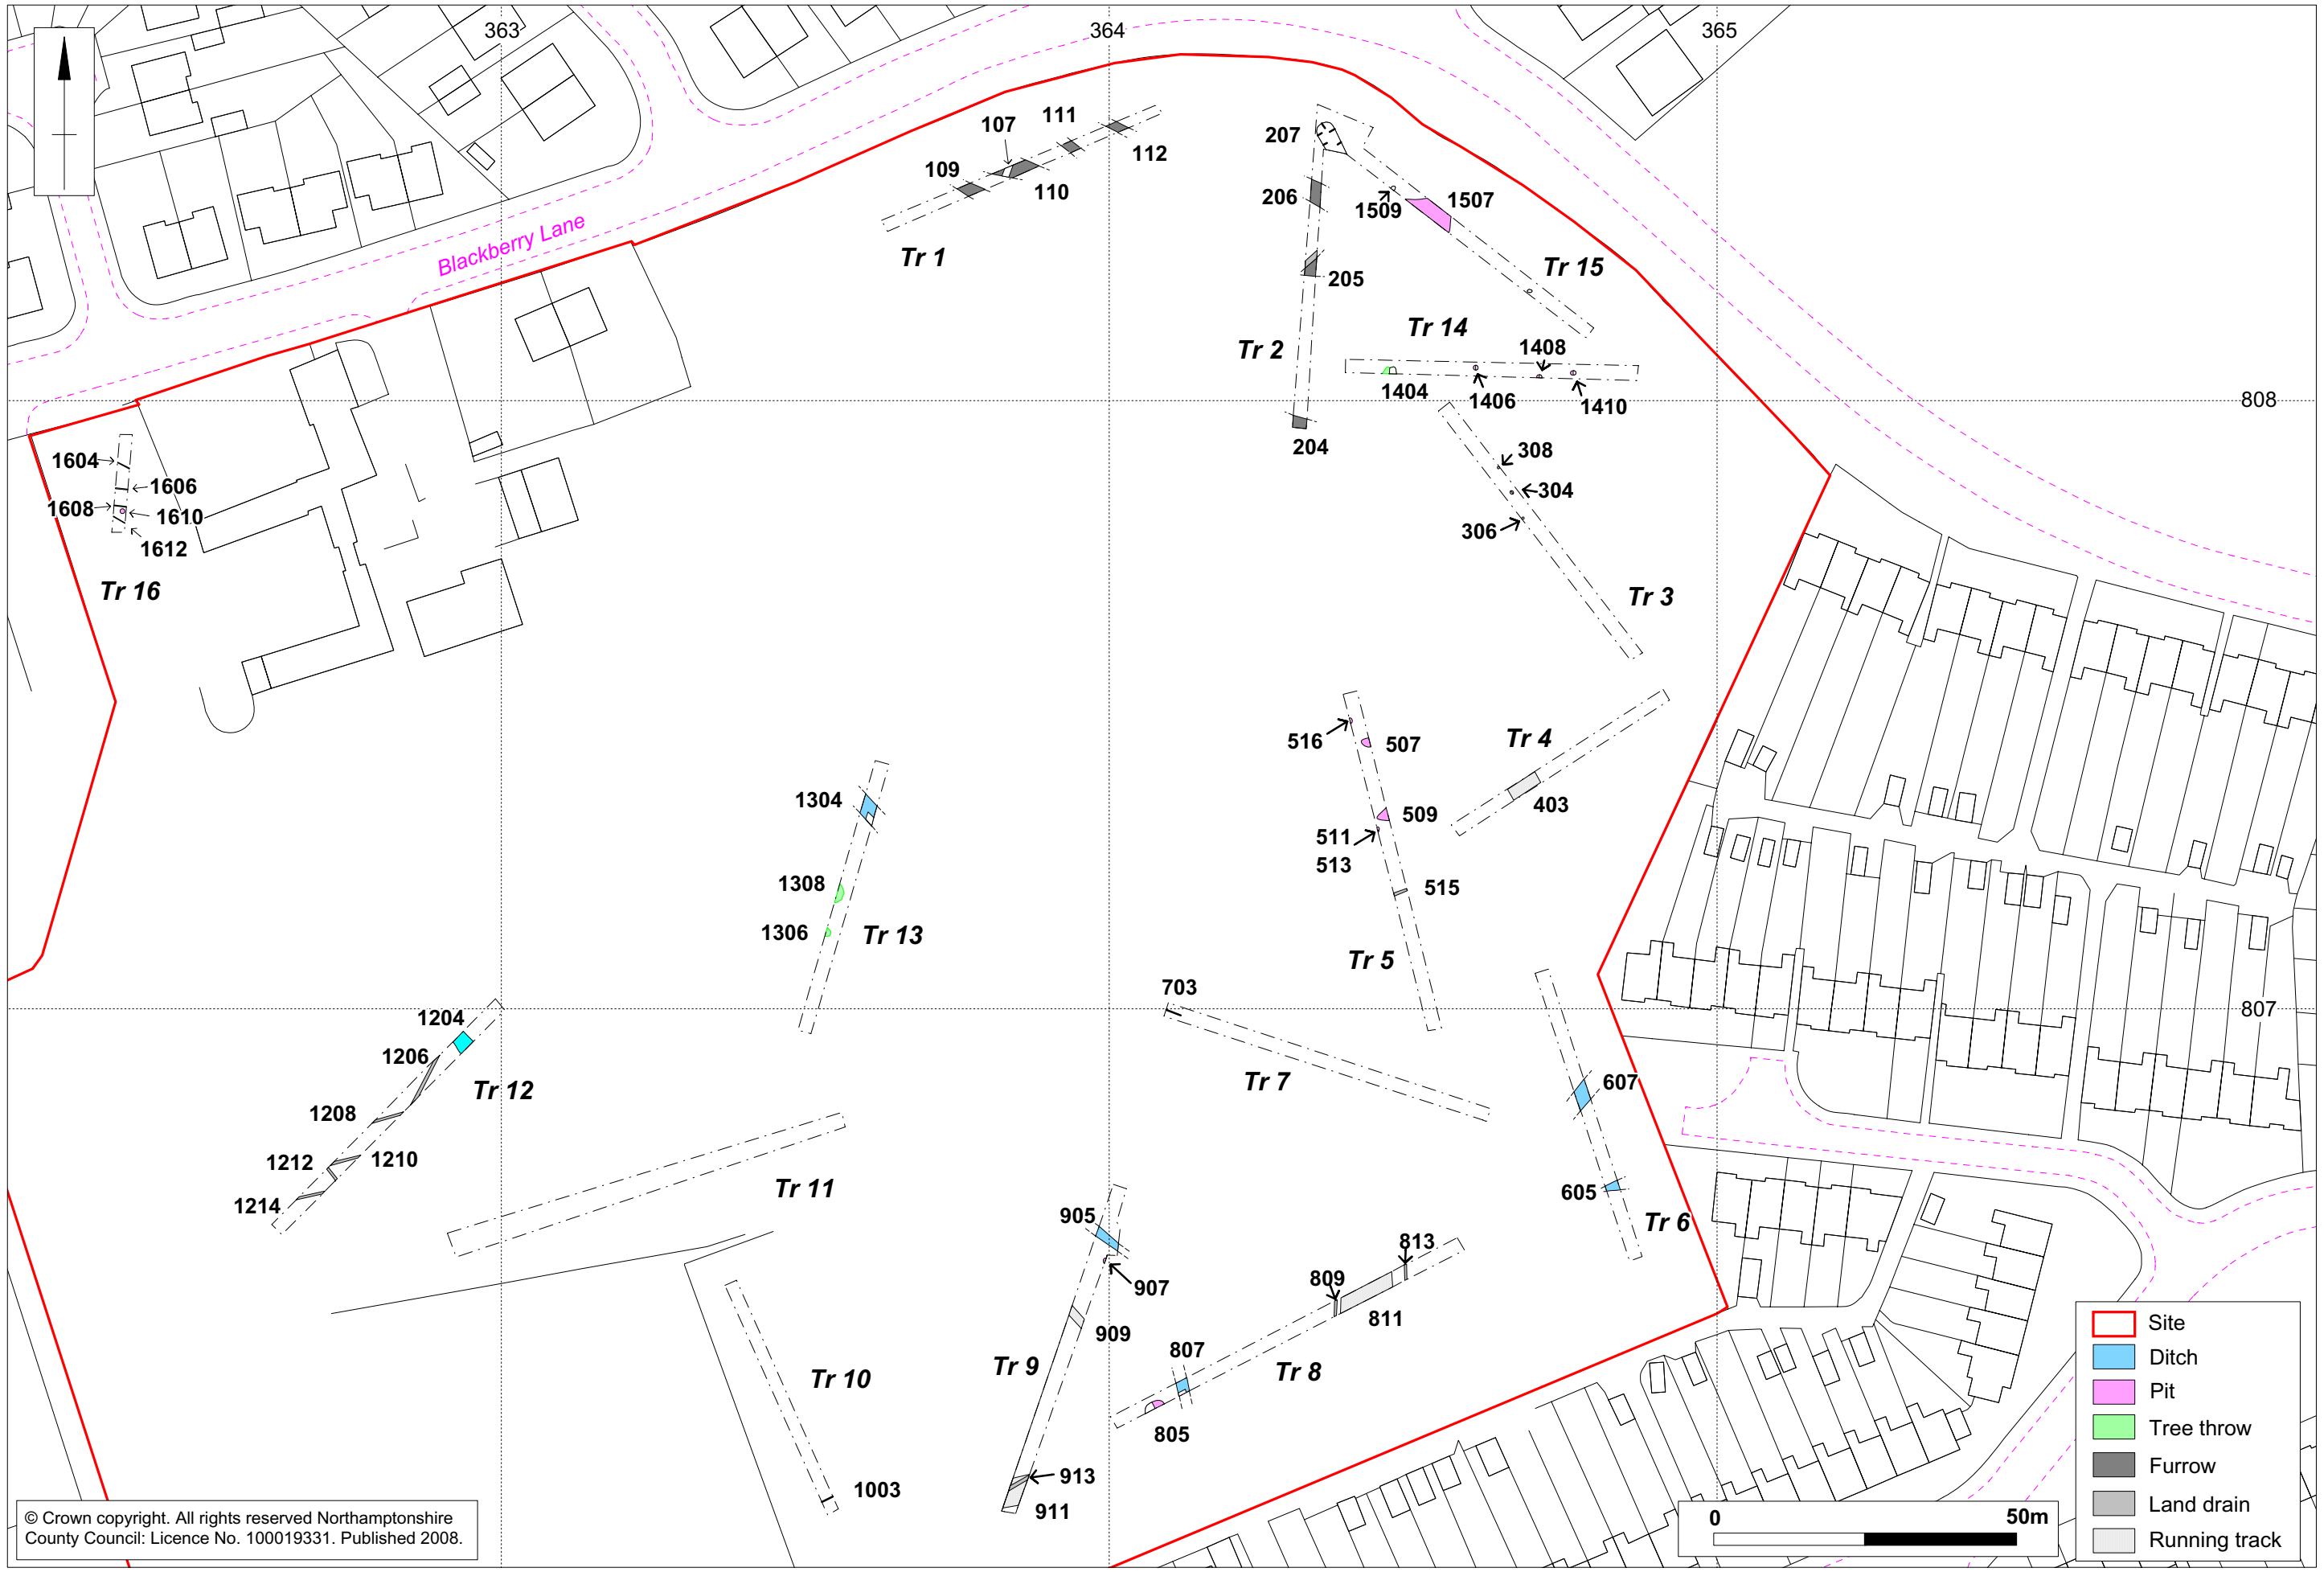 363
364
365
107
111
112
109
110
Tr 1
Blackberry Lane
207
206
205
1509
1507
Tr 15
Tr 2
Tr 14
1408
1404
1406
1410
808
204
308
304
306
Tr 3
1604
1606
1608
1610
1612
Tr 16
516
507
Tr 4
403
509
511
513
515
Tr 5
1304
1308
1306
Tr 13
703
807
Tr 7
607
605
Tr 6
1204
1206
Tr 12
1208
1212
1210
1214
Tr 11
905
907
909
Tr 9
913
911
Tr 10
1003
813
809
811
807
Tr 8
805
Site
Ditch
Pit
Tree throw
Furrow
Land drain
Running track
0
50m
© Crown copyright. All rights reserved Northamptonshire
County Council: Licence No. 100019331. Published 2008.